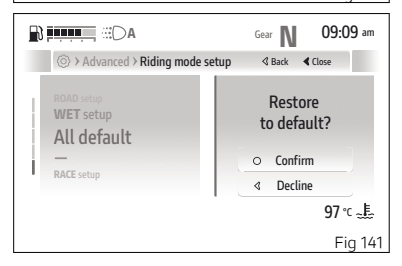 A Gear N 09:09 am
> Advanced > Riding mode setup Back Close
ROAD setup
WET setup
All default
—
RACE setup
Restore
to default?
Confirm
Decline
97 °C
Fig 141